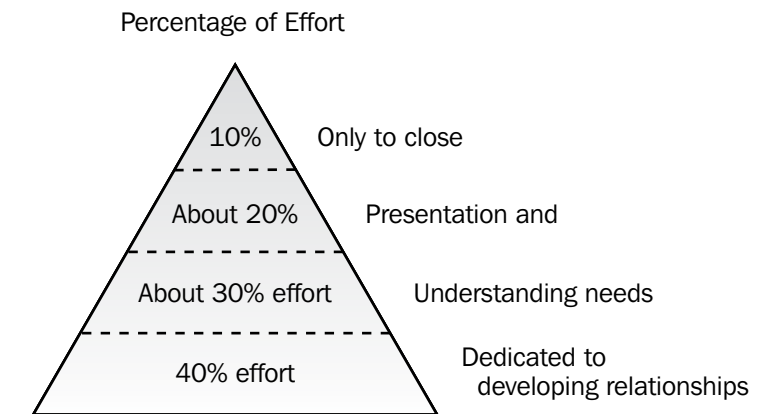 Percentage of Effort
10% Only to close
About 20% Presentation and
About 30% effort Understanding needs
40% effort Dedicated to
developing relationships